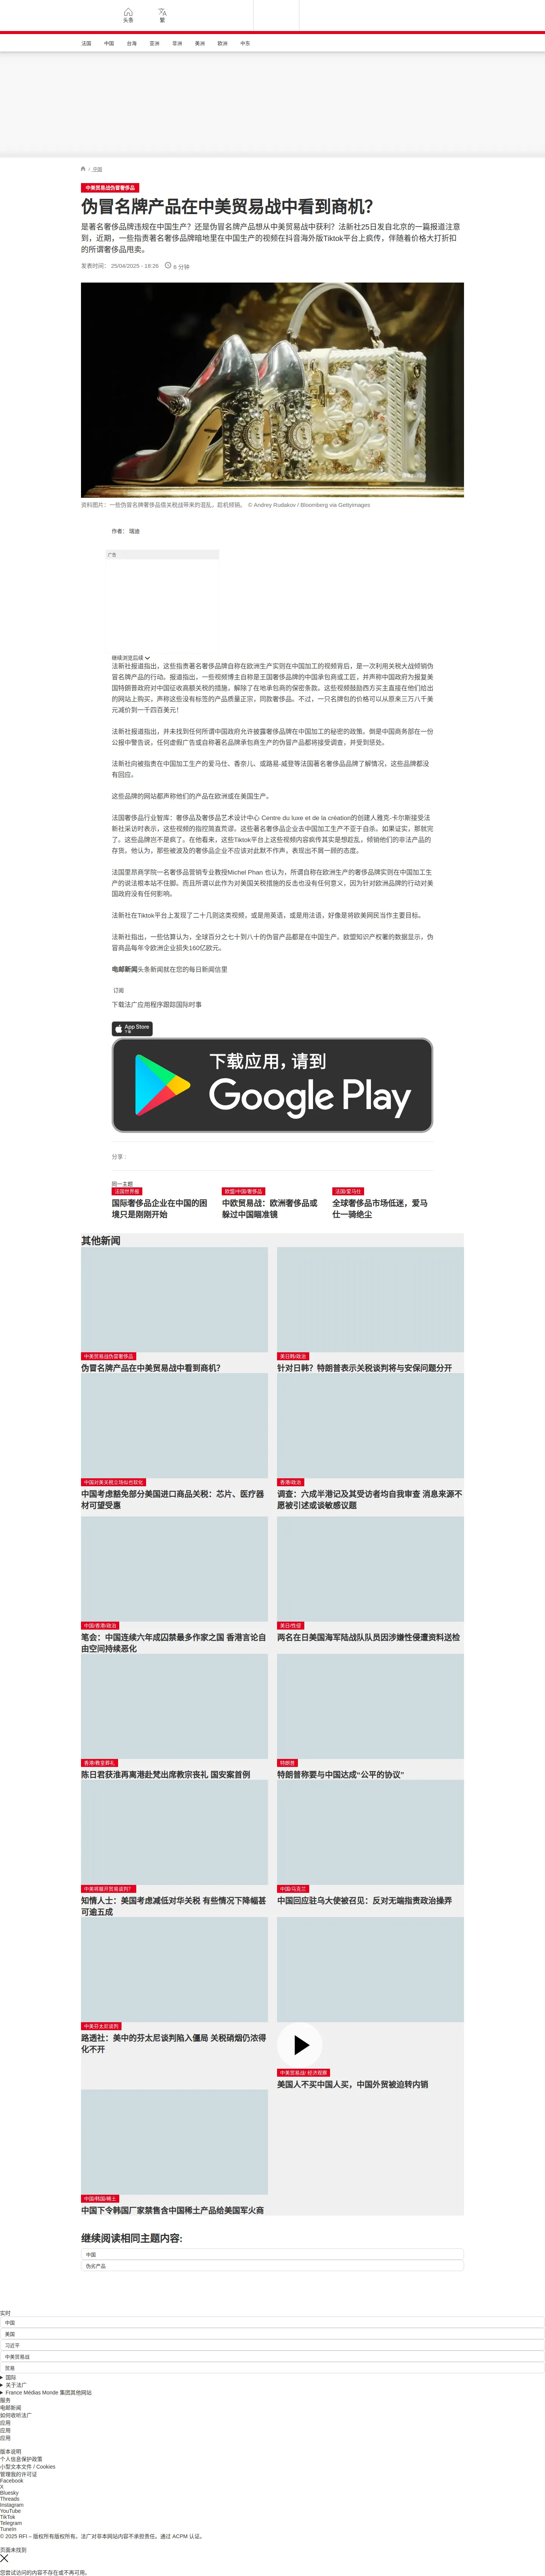 头条
繁
法国
中国
台海
亚洲
非洲
美洲
欧洲
中东
/ 中国
中美贸易战伪冒奢侈品
伪冒名牌产品在中美贸易战中看到商机？
是著名奢侈品牌违规在中国生产？还是伪冒名牌产品想从中美贸易战中获利？法新社25日发自北京的一篇报道注意
到，近期，一些指责著名奢侈品牌暗地里在中国生产的视频在抖音海外版Tiktok平台上疯传，伴随着价格大打折扣
的所谓奢侈品甩卖。
发表时间： 25/04/2025 - 18:26
6 分钟
资料图片：一些伪冒名牌奢侈品借关税战带来的混乱，趁机倾销。 © Andrey Rudakov / Bloomberg via GettyImages
作者： 瑞迪
广告
继续浏览后续
法新社报道指出，这些指责著名奢侈品牌自称在欧洲生产实则在中国加工的视频背后，是一次利用关税大战倾销伪
冒名牌产品的行动。报道指出，一些视频博主自称是王国奢侈品牌的中国承包商或工匠，并声称中国政府为报复美
国特朗普政府对中国征收高额关税的措施，解除了在地承包商的保密条款。这些视频鼓励西方买主直接在他们给出
的网站上购买，声称这些没有标签的产品质量正宗，同款奢侈品。不过，一只名牌包的价格可以从原来三万八千美
元减价到一千四百美元！
法新社报道指出，并未找到任何所谓中国政府允许披露奢侈品牌在中国加工的秘密的政策。倒是中国商务部在一份
公报中警告说，任何虚假广告或自称著名品牌承包商生产的伪冒产品都将接受调查，并受到惩处。
法新社向被指责在中国加工生产的爱马仕、香奈儿、或路易-威登等法国著名奢侈品品牌了解情况，这些品牌都没
有回应。
这些品牌的网站都声称他们的产品在欧洲或在美国生产。
法国奢侈品行业智库：奢侈品及奢侈品艺术设计中心 Centre du luxe et de la création的创建人雅克-卡尔斯接受法
新社采访时表示，这些视频的指控简直荒谬。这些著名奢侈品企业去中国加工生产不亚于自杀。如果证实，那就完
了。这些品牌岂不是疯了。在他看来，这些Tiktok平台上这些视频内容疯传其实是想趁乱，倾销他们的非法产品的
存货。他认为，那些被波及的奢侈品企业不应该对此默不作声，表现出不屑一顾的态度。
法国里昂商学院一名奢侈品营销专业教授Michel Phan 也认为，所谓自称在欧洲生产的奢侈品牌实则在中国加工生
产的说法根本站不住脚。而且所谓以此作为对美国关税措施的反击也没有任何意义，因为针对欧洲品牌的行动对美
国政府没有任何影响。
法新社在Tiktok平台上发现了二十几则这类视频，或是用英语，或是用法语，好像是将欧美网民当作主要目标。
法新社指出，一些估算认为，全球百分之七十到八十的伪冒产品都是在中国生产。欧盟知识产权署的数据显示，伪
冒商品每年令欧洲企业损失160亿欧元。
电邮新闻头条新闻就在您的每日新闻信里
订阅
下载法广应用程序跟踪国际时事
App Store
下载
下载应用，请到
Google Play
分享 :
同一主题
法国世界报
国际奢侈品企业在中国的困
境只是刚刚开始
欧盟/中国/奢侈品
中欧贸易战：欧洲奢侈品或
躲过中国瞄准镜
法国/爱马仕
全球奢侈品市场低迷，爱马
仕一骑绝尘
其他新闻
中美贸易战伪冒奢侈品
伪冒名牌产品在中美贸易战中看到商机？
美日韩/政治
针对日韩？特朗普表示关税谈判将与安保问题分开
中国对美关税立场似也软化
中国考虑豁免部分美国进口商品关税：芯片、医疗器
材可望受惠
香港/政治
调查：六成半港记及其受访者均自我审查 消息来源不
愿被引述或谈敏感议题
中国/香港/政治
笔会：中国连续六年成囚禁最多作家之国 香港言论自
由空间持续恶化
美日/性侵
两名在日美国海军陆战队队员因涉嫌性侵遭资料送检
香港/教宗葬礼
陈日君获淮再离港赴梵出席教宗丧礼 国安案首例
特朗普
特朗普称要与中国达成“公平的协议”
中美将展开贸易谈判？
知情人士：美国考虑减低对华关税 有些情况下降幅甚
可逾五成
中国/乌克兰
中国回应驻乌大使被召见：反对无端指责政治操弄
中美芬太尼谈判
路透社：美中的芬太尼谈判陷入僵局 关税硝烟仍浓得
化不开
中美贸易战/ 经济观察
美国人不买中国人买，中国外贸被迫转内销
中国/韩国/稀土
中国下令韩国厂家禁售含中国稀土产品给美国军火商
继续阅读相同主题内容:
中国
伪劣产品
实时
中国
美国
习近平
中美贸易战
贸易
国际
关于法广
France Médias Monde 集团其他网站
服务
电邮新闻
如何收听法广
应用
应用
应用
版本说明
个人信息保护政策
小型文本文件 / Cookies
管理我的许可证
Facebook
X
Bluesky
Threads
Instagram
YouTube
TikTok
Telegram
TuneIn
© 2025 RFI – 版权所有版权所有。法广对非本网站内容不承担责任。通过 ACPM 认证。
页面未找到
您尝试访问的内容不存在或不再可用。